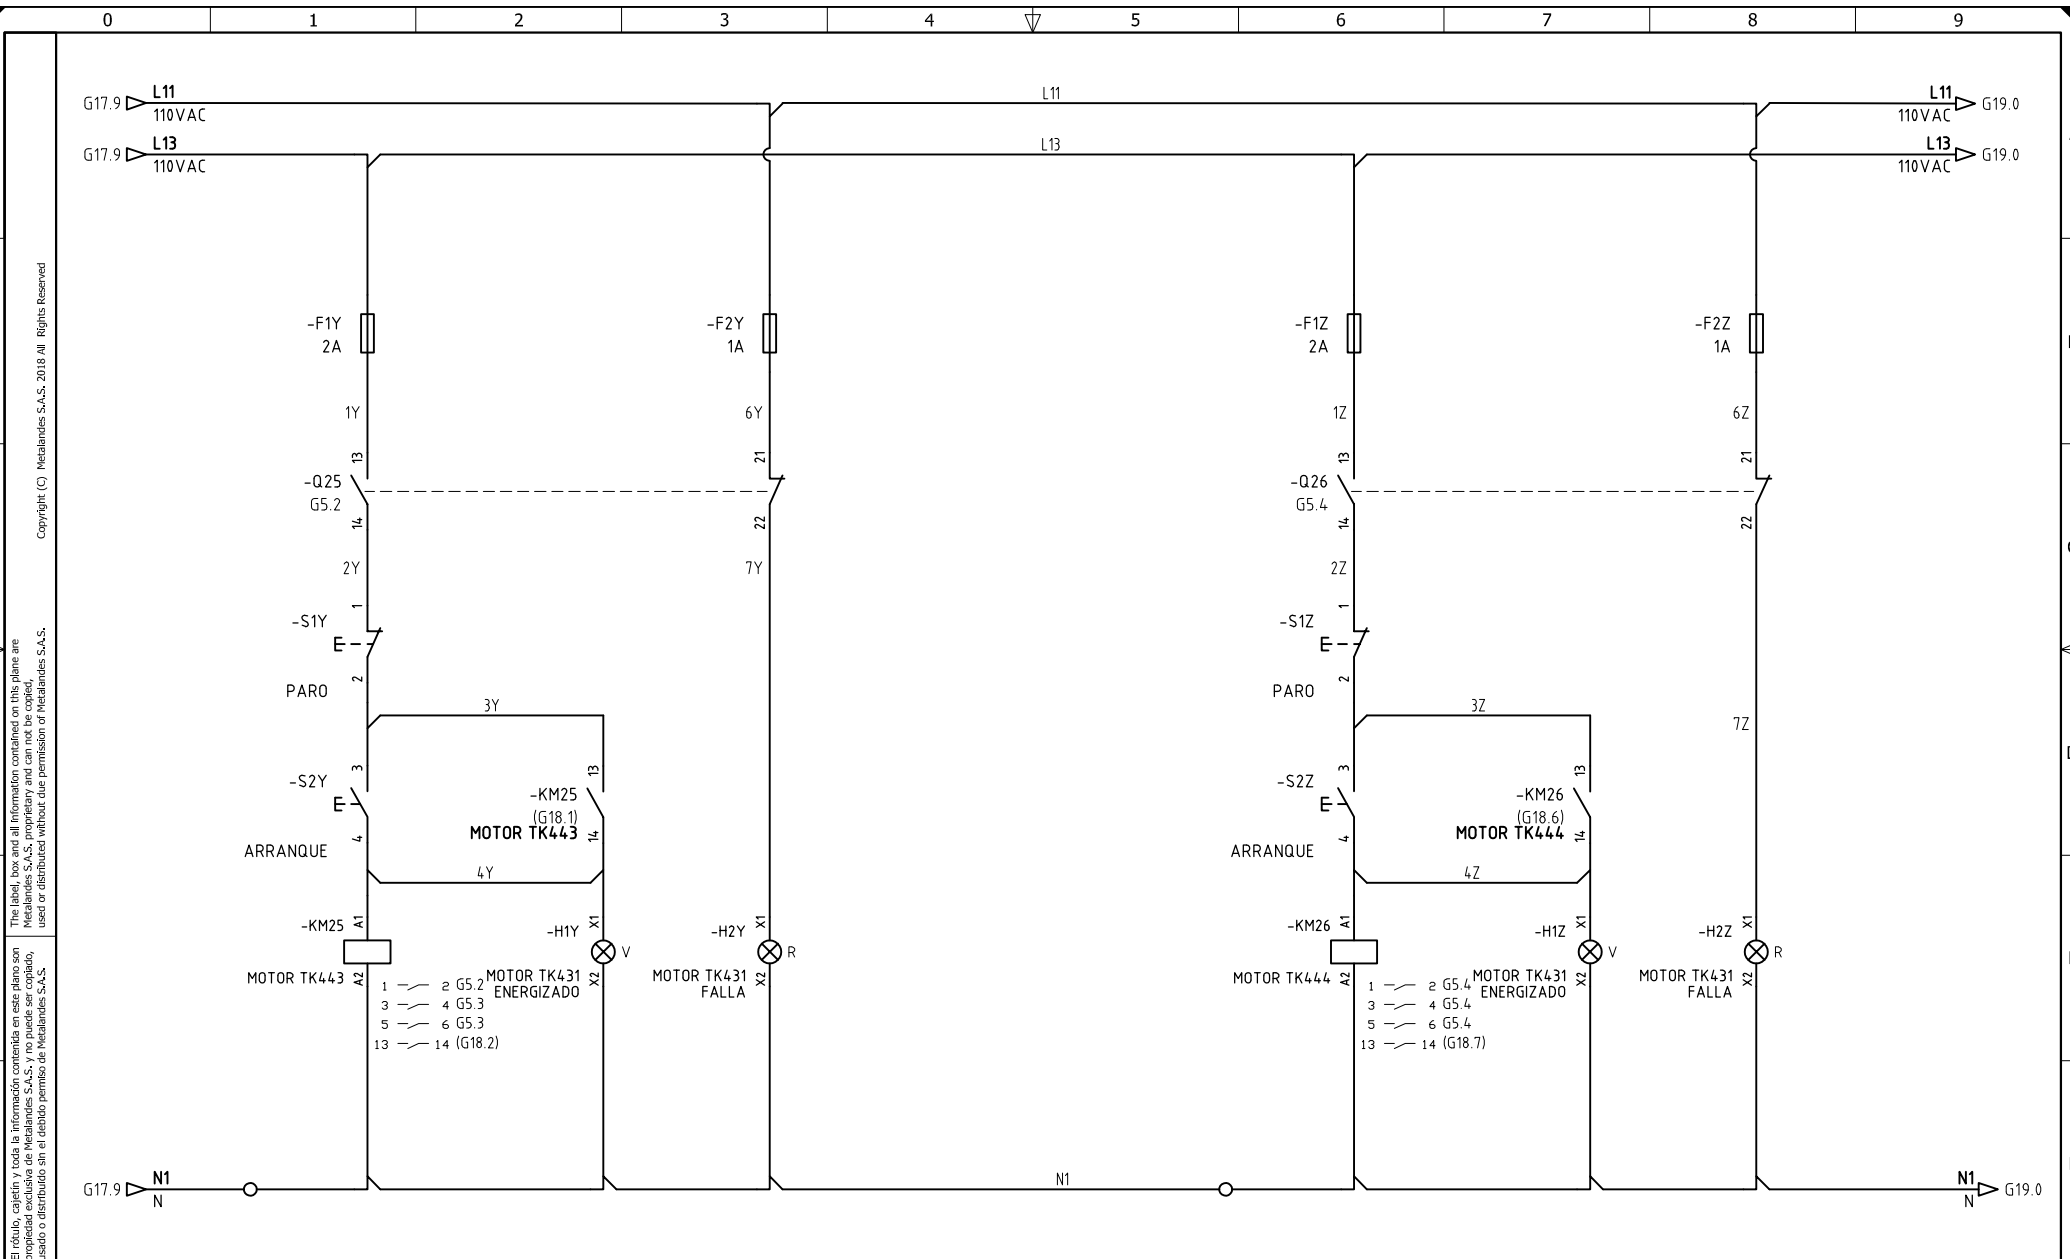 0 1 2 3 4 5 6 7 8 9
G17.9 L11 L11 L11 G19.0
110VAC 110VAC
G17.9 L13 L13 L13 G19.0
110VAC 110VAC
-F1Y -F2Y -F1Z -F2Z
2A 1A 2A 1A
1Y 6Y 1Z 6Z
13 21 13 21
-Q25 -Q26
G5.2 G5.4
14 22 14 22
2Y 7Y 2Z
1 1
-S1Y -S1Z
E E
2 2
PARO PARO
3Y 3Z
7Z
3 13 3 13
-S2Y -S2Z
E -KM25 E -KM26
(G18.1) (G18.6)
MOTOR TK443 MOTOR TK444
4 14 4 14
ARRANQUE ARRANQUE
4Y 4Z
A1 X1 X1 A1 X1 X1
-KM25 -H1Y -H2Y -KM26 -H1Z -H2Z
V R V R
MOTOR TK443 A2 MOTOR TK431 X2 MOTOR TK431 X2 MOTOR TK444 A2 MOTOR TK431 X2 MOTOR TK431 X2
ENERGIZADO FALLA ENERGIZADO FALLA
1 2 G5.2 1 2 G5.4
3 4 G5.3 3 4 G5.4
5 6 G5.3 5 6 G5.4
13 14 (G18.2) 13 14 (G18.7)
G17.9 N1 N1 N1 G19.0
N N
Copyright (C) Metalandes S.A.S. 2018 All Rights Reserved
The label, box and all information contained on this plane are
Metalandes S.A.S. proprietary and can not be copied,
used or distributed without due permission of Metalandes S.A.S.
El rótulo, cajetín y toda la información contenida en este plano son
propiedad exclusiva de Metalandes S.A.S. y no puede ser copiado,
usado o distribuido sin el debido permiso de Metalandes S.A.S.